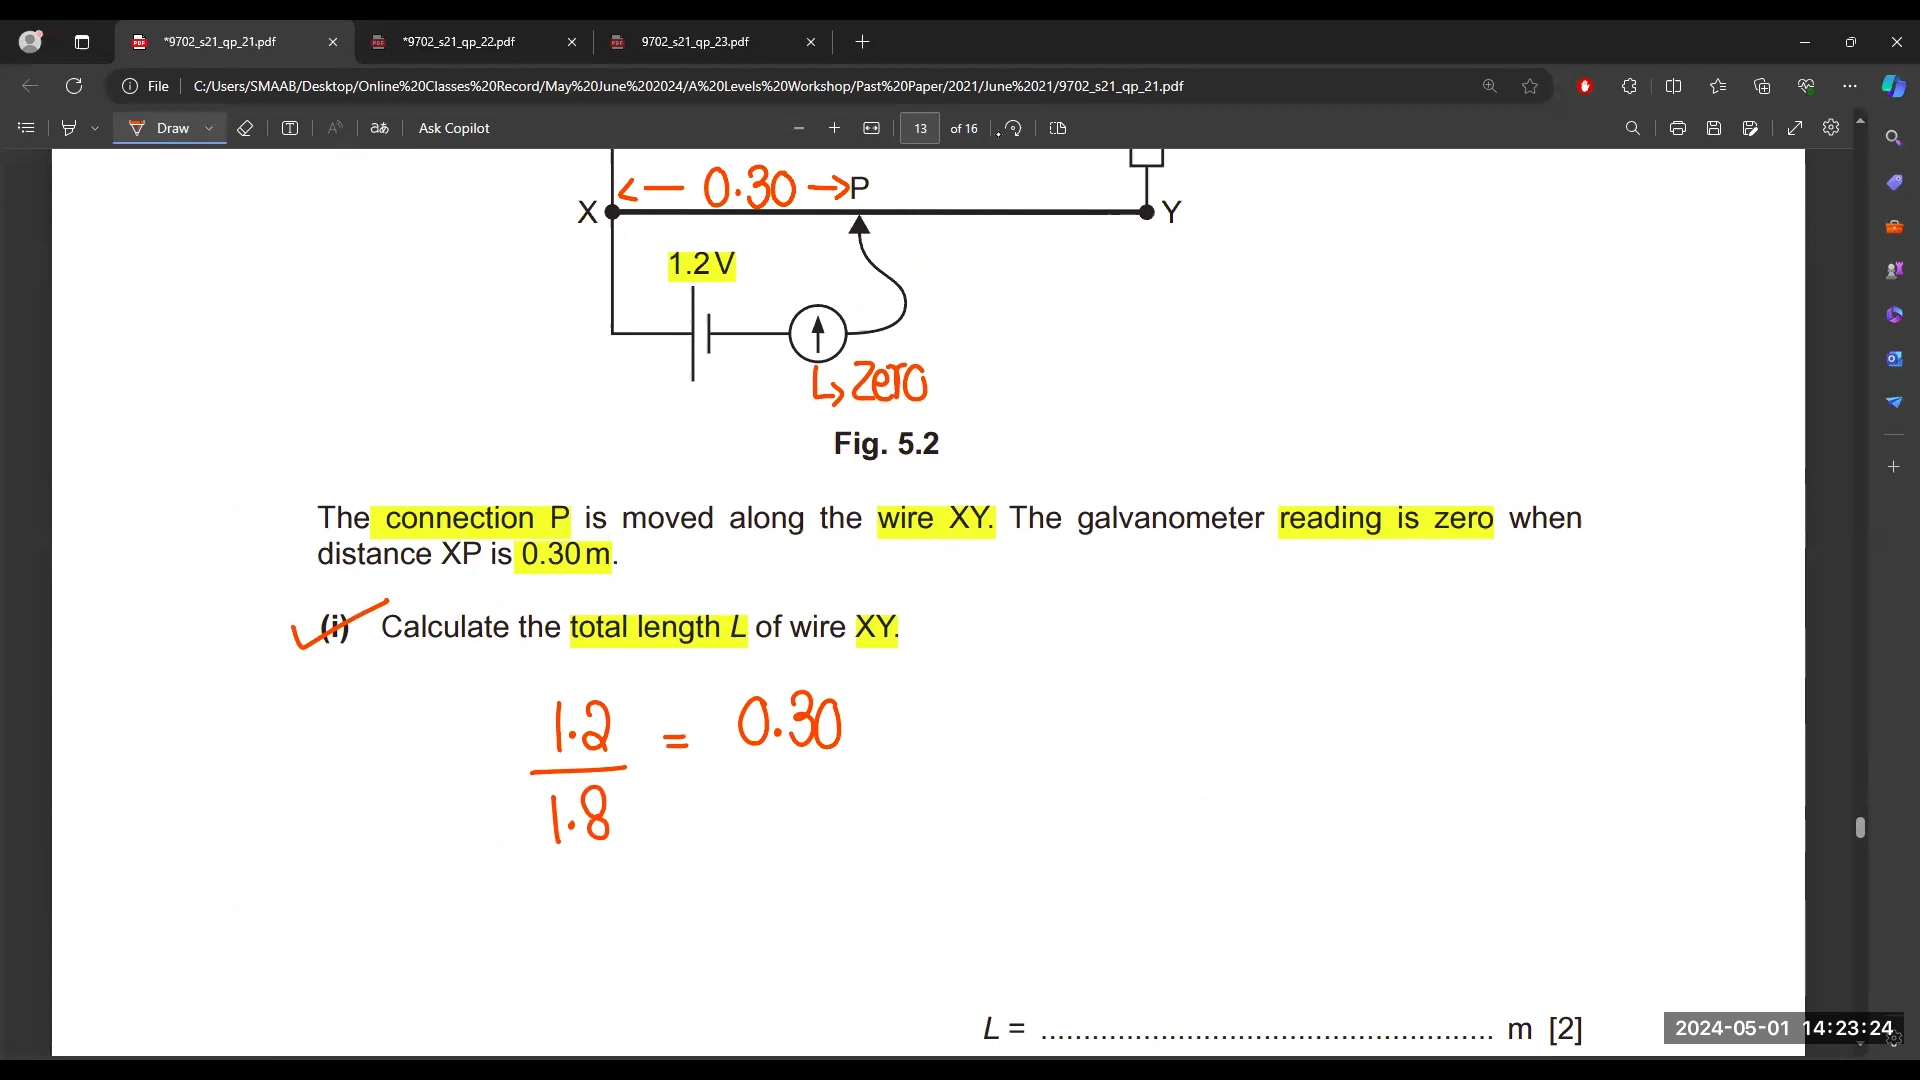 *9702_s21_qp_21.pdf
*9702_s21_qp_22.pdf
9702_s21_qp_23.pdf
File
C:/Users/SMAAB/Desktop/Online%20Classes%20Record/May%20June%202024/A%20Levels%20Workshop/Past%20Paper/2021/June%2021/9702_s21_qp_21.pdf
Draw
aあ
Ask Copilot
13 of 16
0.30
P
X
Y
1.2 V
Zero
Fig. 5.2
The connection P is moved along the wire XY. The galvanometer reading is zero when
distance XP is 0.30 m.
(i) Calculate the total length L of wire XY.
1.2 = 0.30
1.8
L = .................................................. m [2]
2024-05-01 14:23:24